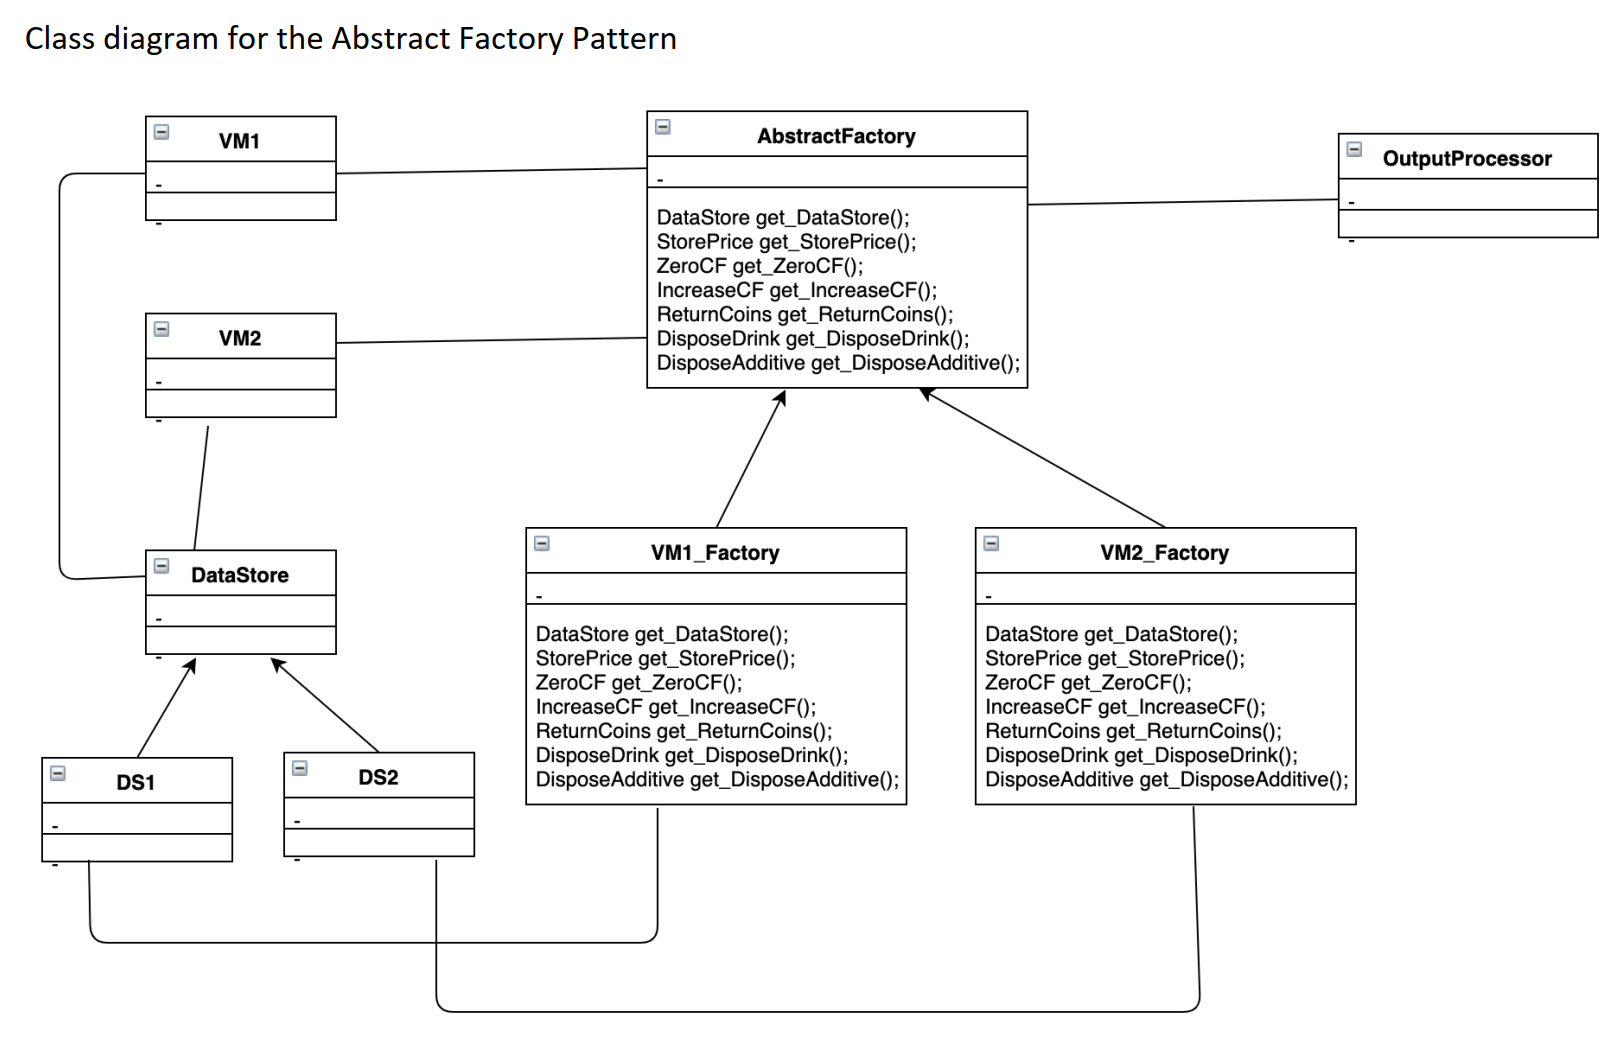 Class diagram for the Abstract Factory Pattern
VM1
-
-
AbstractFactory
-
DataStore get_DataStore();
StorePrice get_StorePrice();
ZeroCF get_ZeroCF();
IncreaseCF get_IncreaseCF();
ReturnCoins get_ReturnCoins();
DisposeDrink get_DisposeDrink();
DisposeAdditive get_DisposeAdditive();
OutputProcessor
-
-
VM2
-
-
DataStore
-
-
VM1_Factory
-
DataStore get_DataStore();
StorePrice get_StorePrice();
ZeroCF get_ZeroCF();
IncreaseCF get_IncreaseCF();
ReturnCoins get_ReturnCoins();
DisposeDrink get_DisposeDrink();
DisposeAdditive get_DisposeAdditive();
VM2_Factory
-
DataStore get_DataStore();
StorePrice get_StorePrice();
ZeroCF get_ZeroCF();
IncreaseCF get_IncreaseCF();
ReturnCoins get_ReturnCoins();
DisposeDrink get_DisposeDrink();
DisposeAdditive get_DisposeAdditive();
DS1
-
-
DS2
-
-